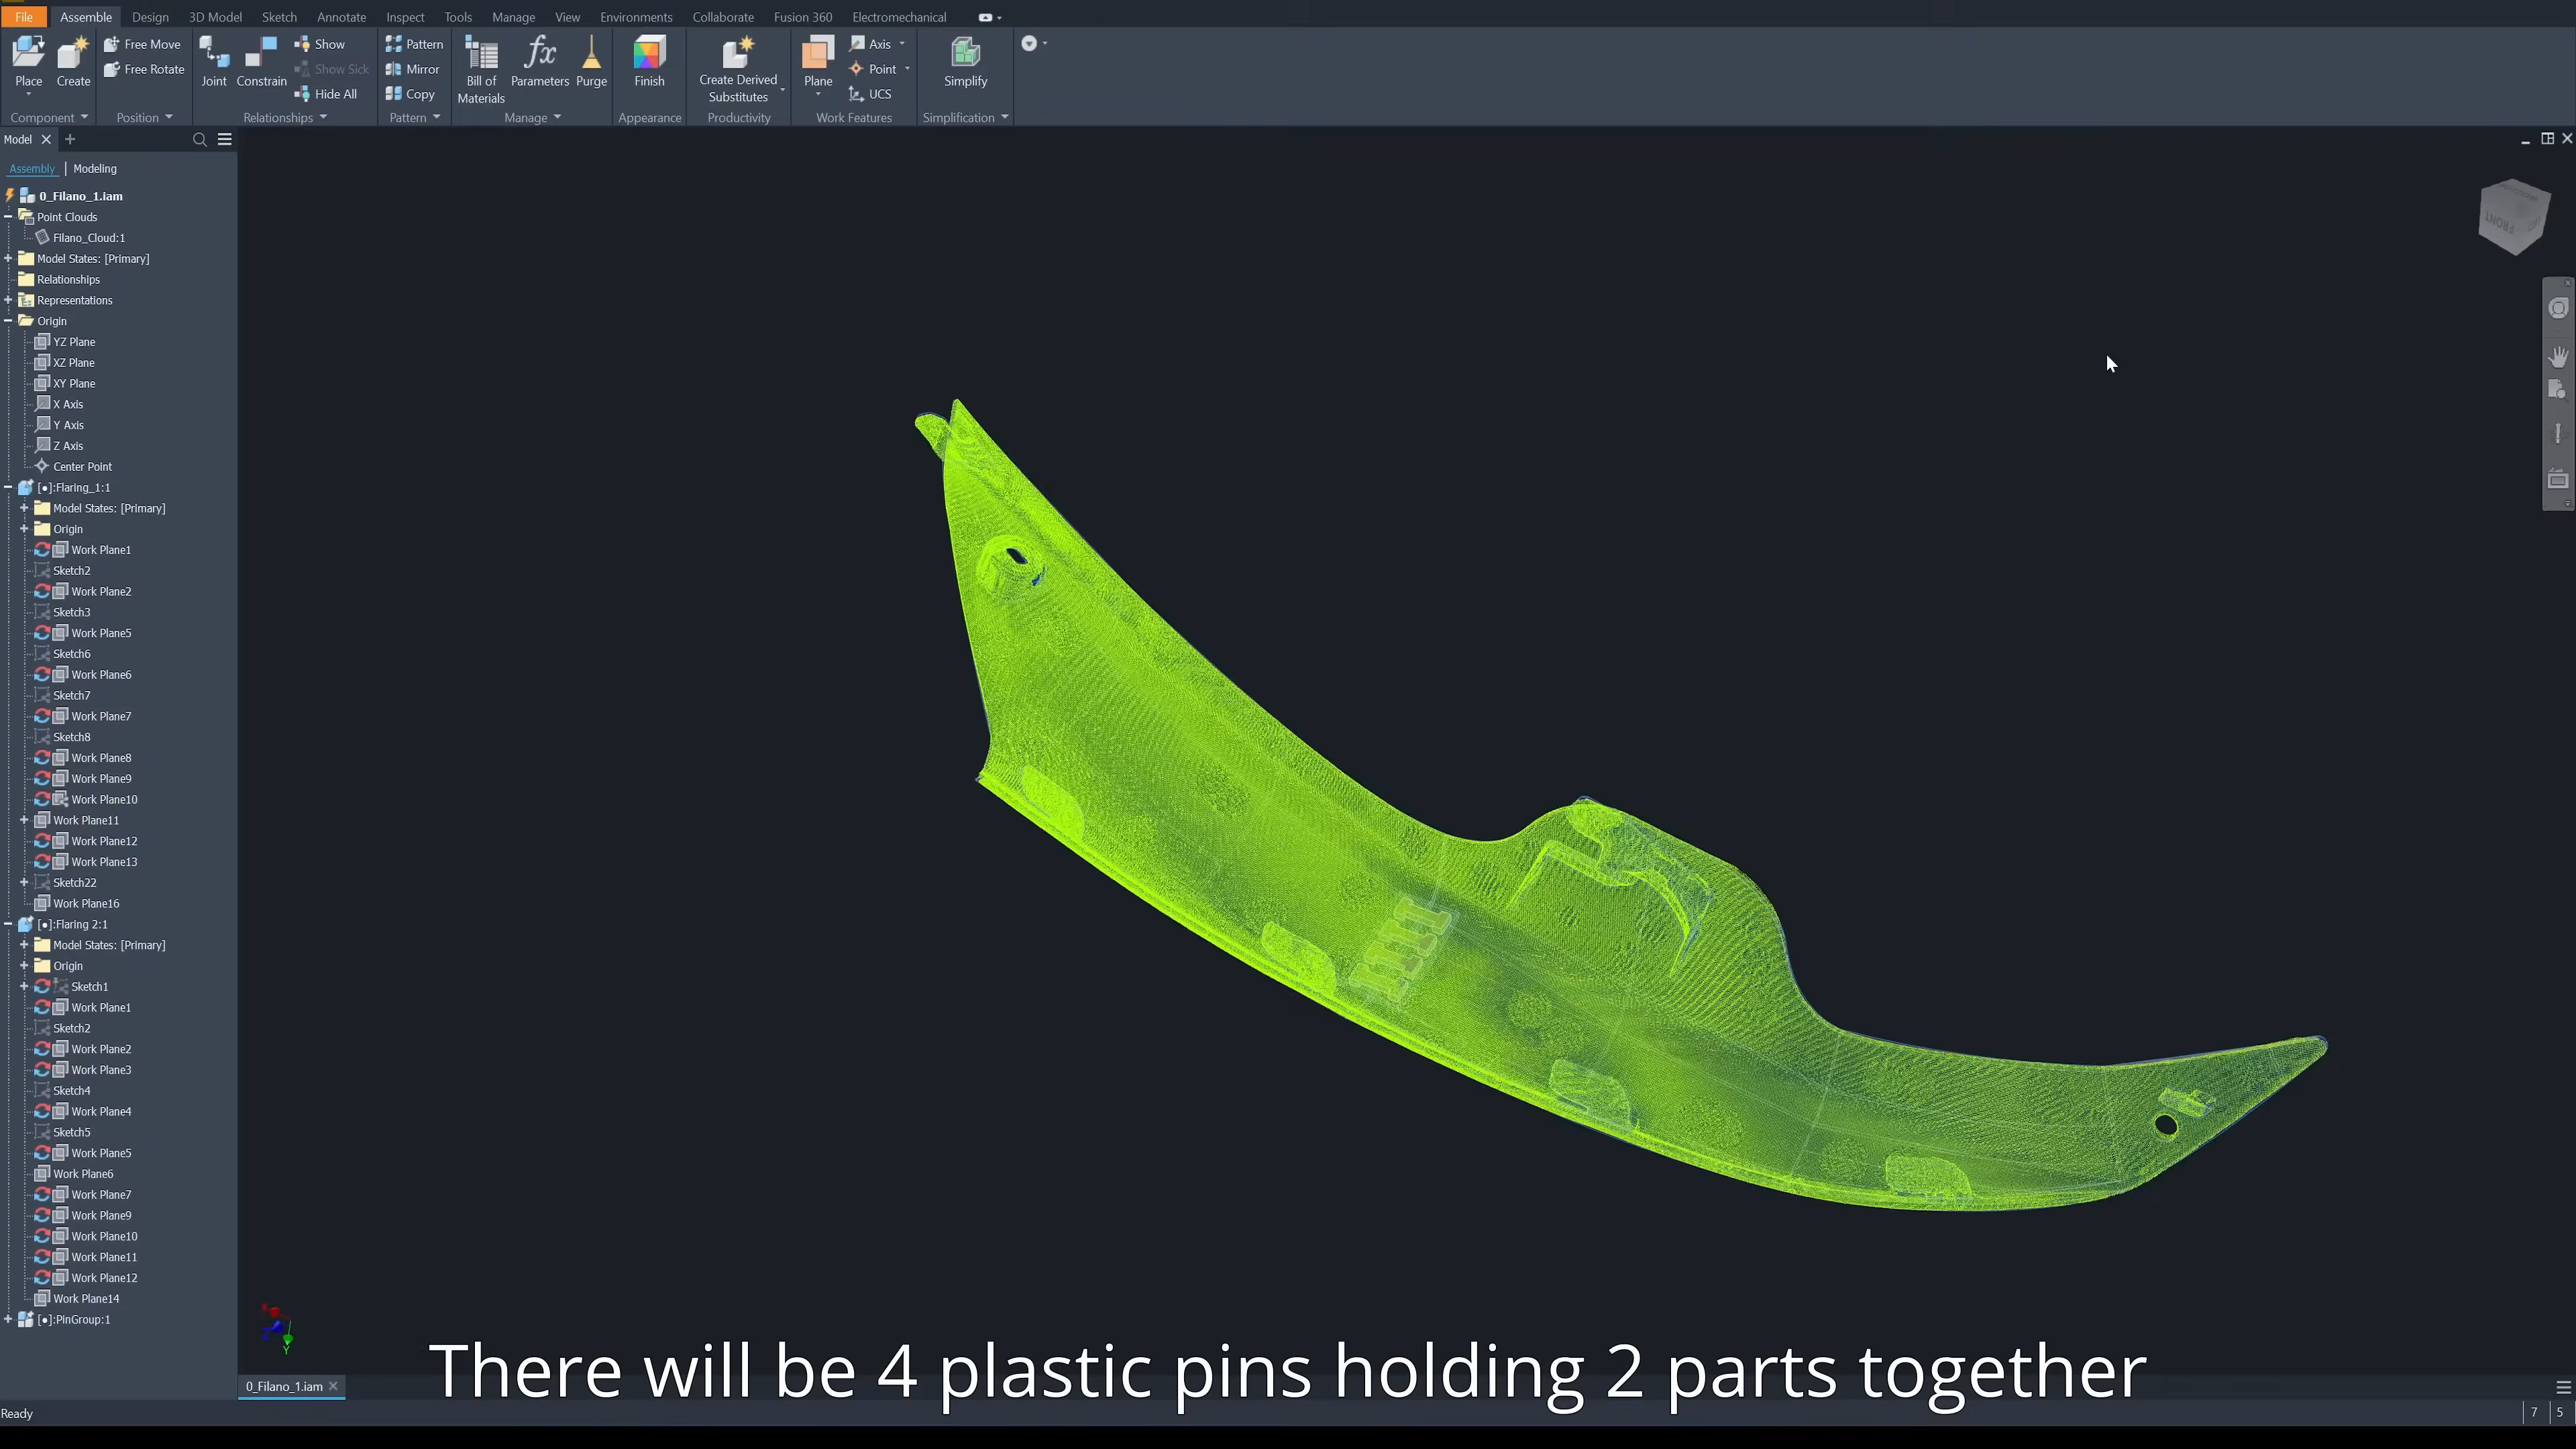 File Assemble Design 3D Model Sketch Annotate Inspect Tools Manage View Environments Collaborate Fusion 360 Electromechanical
Place
Create
Free Move
Free Rotate
Joint
Constrain
Show
Show Sick
Hide All
Pattern
Mirror
Copy
Bill of
Materials
Parameters
Purge
Finish
Create Derived
Substitutes
Plane
Axis
Point
UCS
Simplify
Component Position Relationships Pattern Manage Appearance Productivity Work Features Simplification
Model
Assembly | Modeling
0_Filano_1.iam
Point Clouds
Filano_Cloud:1
Model States: [Primary]
Relationships
Representations
Origin
YZ Plane
XZ Plane
XY Plane
X Axis
Y Axis
Z Axis
Center Point
[●]:Flaring_1:1
Model States: [Primary]
Origin
Work Plane1
Sketch2
Work Plane2
Sketch3
Work Plane5
Sketch6
Work Plane6
Sketch7
Work Plane7
Sketch8
Work Plane8
Work Plane9
Work Plane10
Work Plane11
Work Plane12
Work Plane13
Sketch22
Work Plane16
[●]:Flaring 2:1
Model States: [Primary]
Origin
Sketch1
Work Plane1
Sketch2
Work Plane2
Work Plane3
Sketch4
Work Plane4
Sketch5
Work Plane5
Work Plane6
Work Plane7
Work Plane9
Work Plane10
Work Plane11
Work Plane12
Work Plane14
[●]:PinGroup:1
FRONT
Y
There will be 4 plastic pins holding 2 parts together
0_Filano_1.iam
Ready
7 5